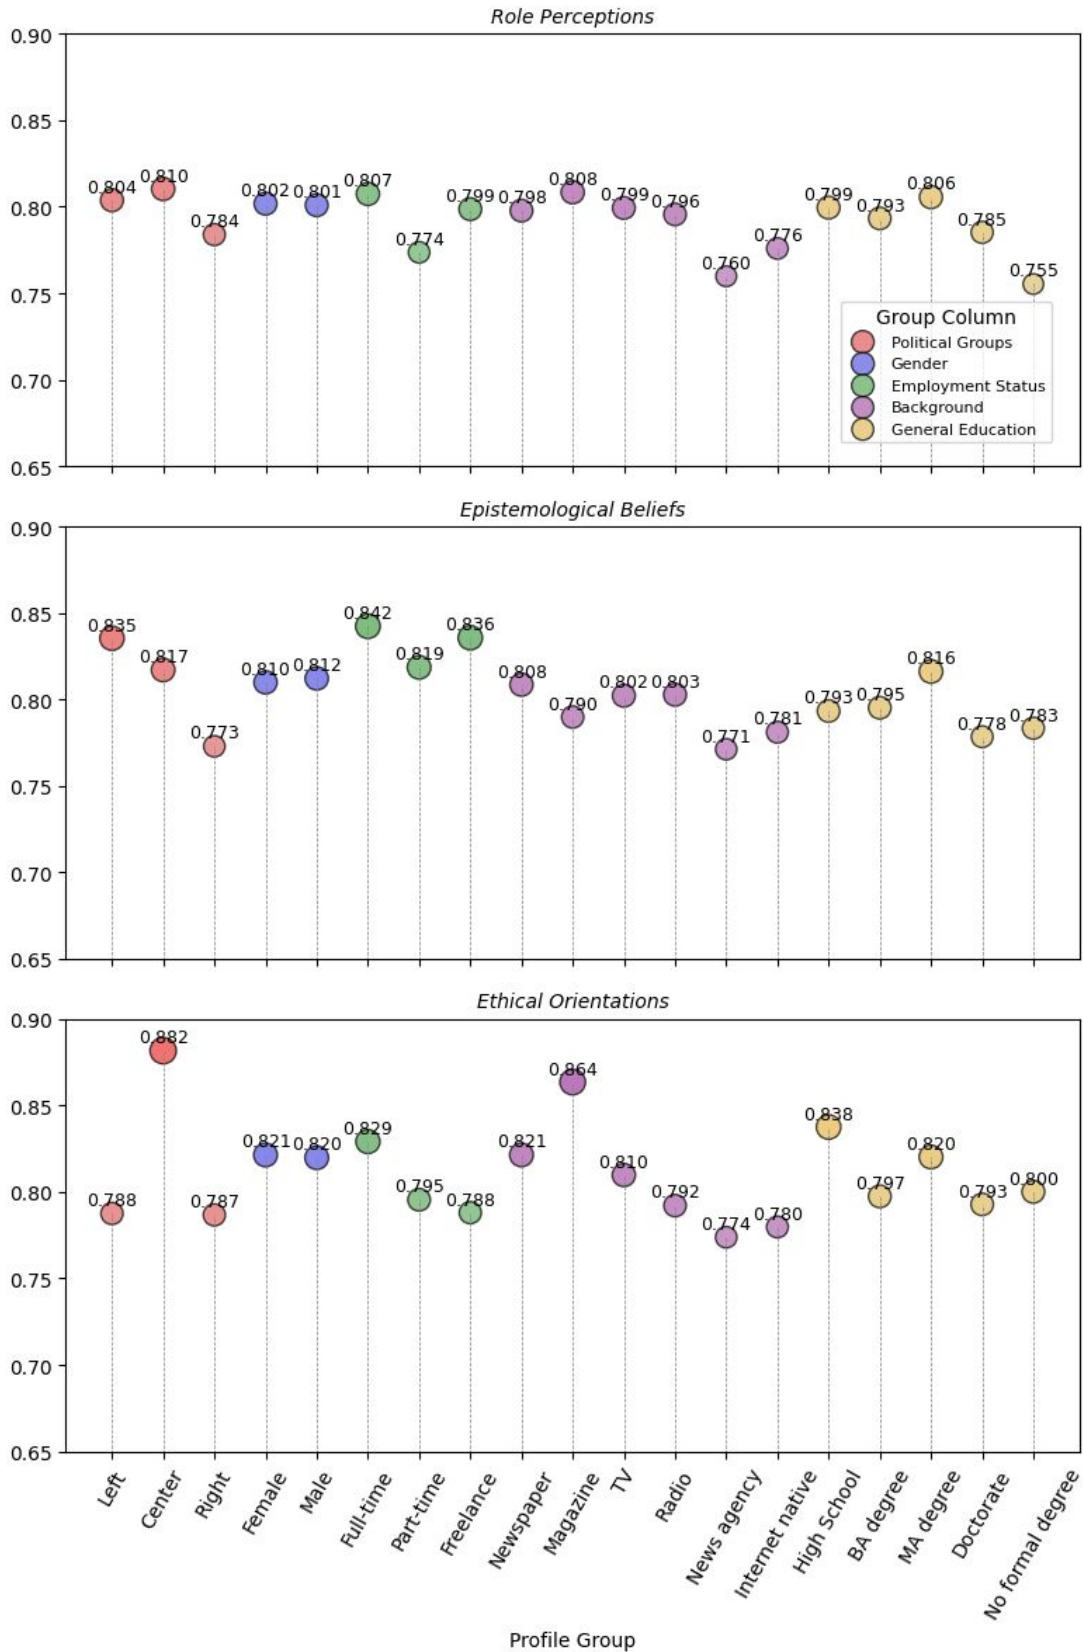 Role Perceptions
0.90
0.85
0.80
0.75
0.70
0.65
0.804
0.810
0.784
0.802
0.801
0.807
0.774
0.799
0.798
0.808
0.799
0.796
0.760
0.776
0.799
0.793
0.806
0.785
0.755
Group Column
Political Groups
Gender
Employment Status
Background
General Education
Epistemological Beliefs
0.90
0.85
0.80
0.75
0.70
0.65
0.835
0.817
0.773
0.810
0.812
0.842
0.819
0.836
0.808
0.790
0.802
0.803
0.771
0.781
0.793
0.795
0.816
0.778
0.783
Ethical Orientations
0.90
0.85
0.80
0.75
0.70
0.65
0.788
0.882
0.787
0.821
0.820
0.829
0.795
0.788
0.821
0.864
0.810
0.792
0.774
0.780
0.838
0.797
0.820
0.793
0.800
Left
Center
Right
Female
Male
Full-time
Part-time
Freelance
Newspaper
Magazine
TV
Radio
News agency
Internet native
High School
BA degree
MA degree
Doctorate
No formal degree
Profile Group